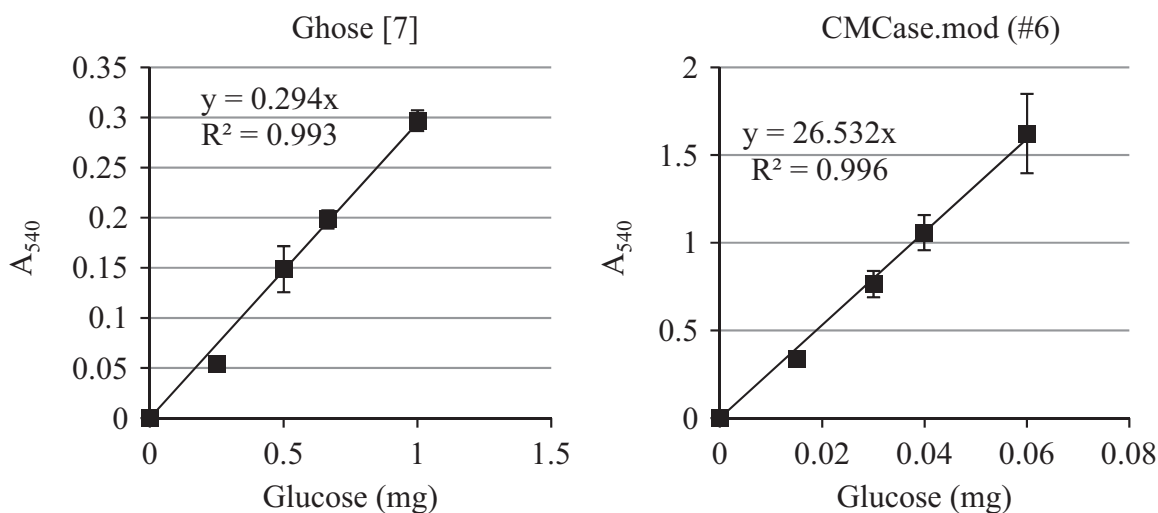 Ghose [7]
0.35
0.3
0.25
0.2
0.15
0.1
0.05
0
y = 0.294x
R² = 0.993
A₅₄₀
0
0.5
1
1.5
Glucose (mg)
CMCase.mod (#6)
2
1.5
1
0.5
0
y = 26.532x
R² = 0.996
A₅₄₀
0
0.02
0.04
0.06
0.08
Glucose (mg)